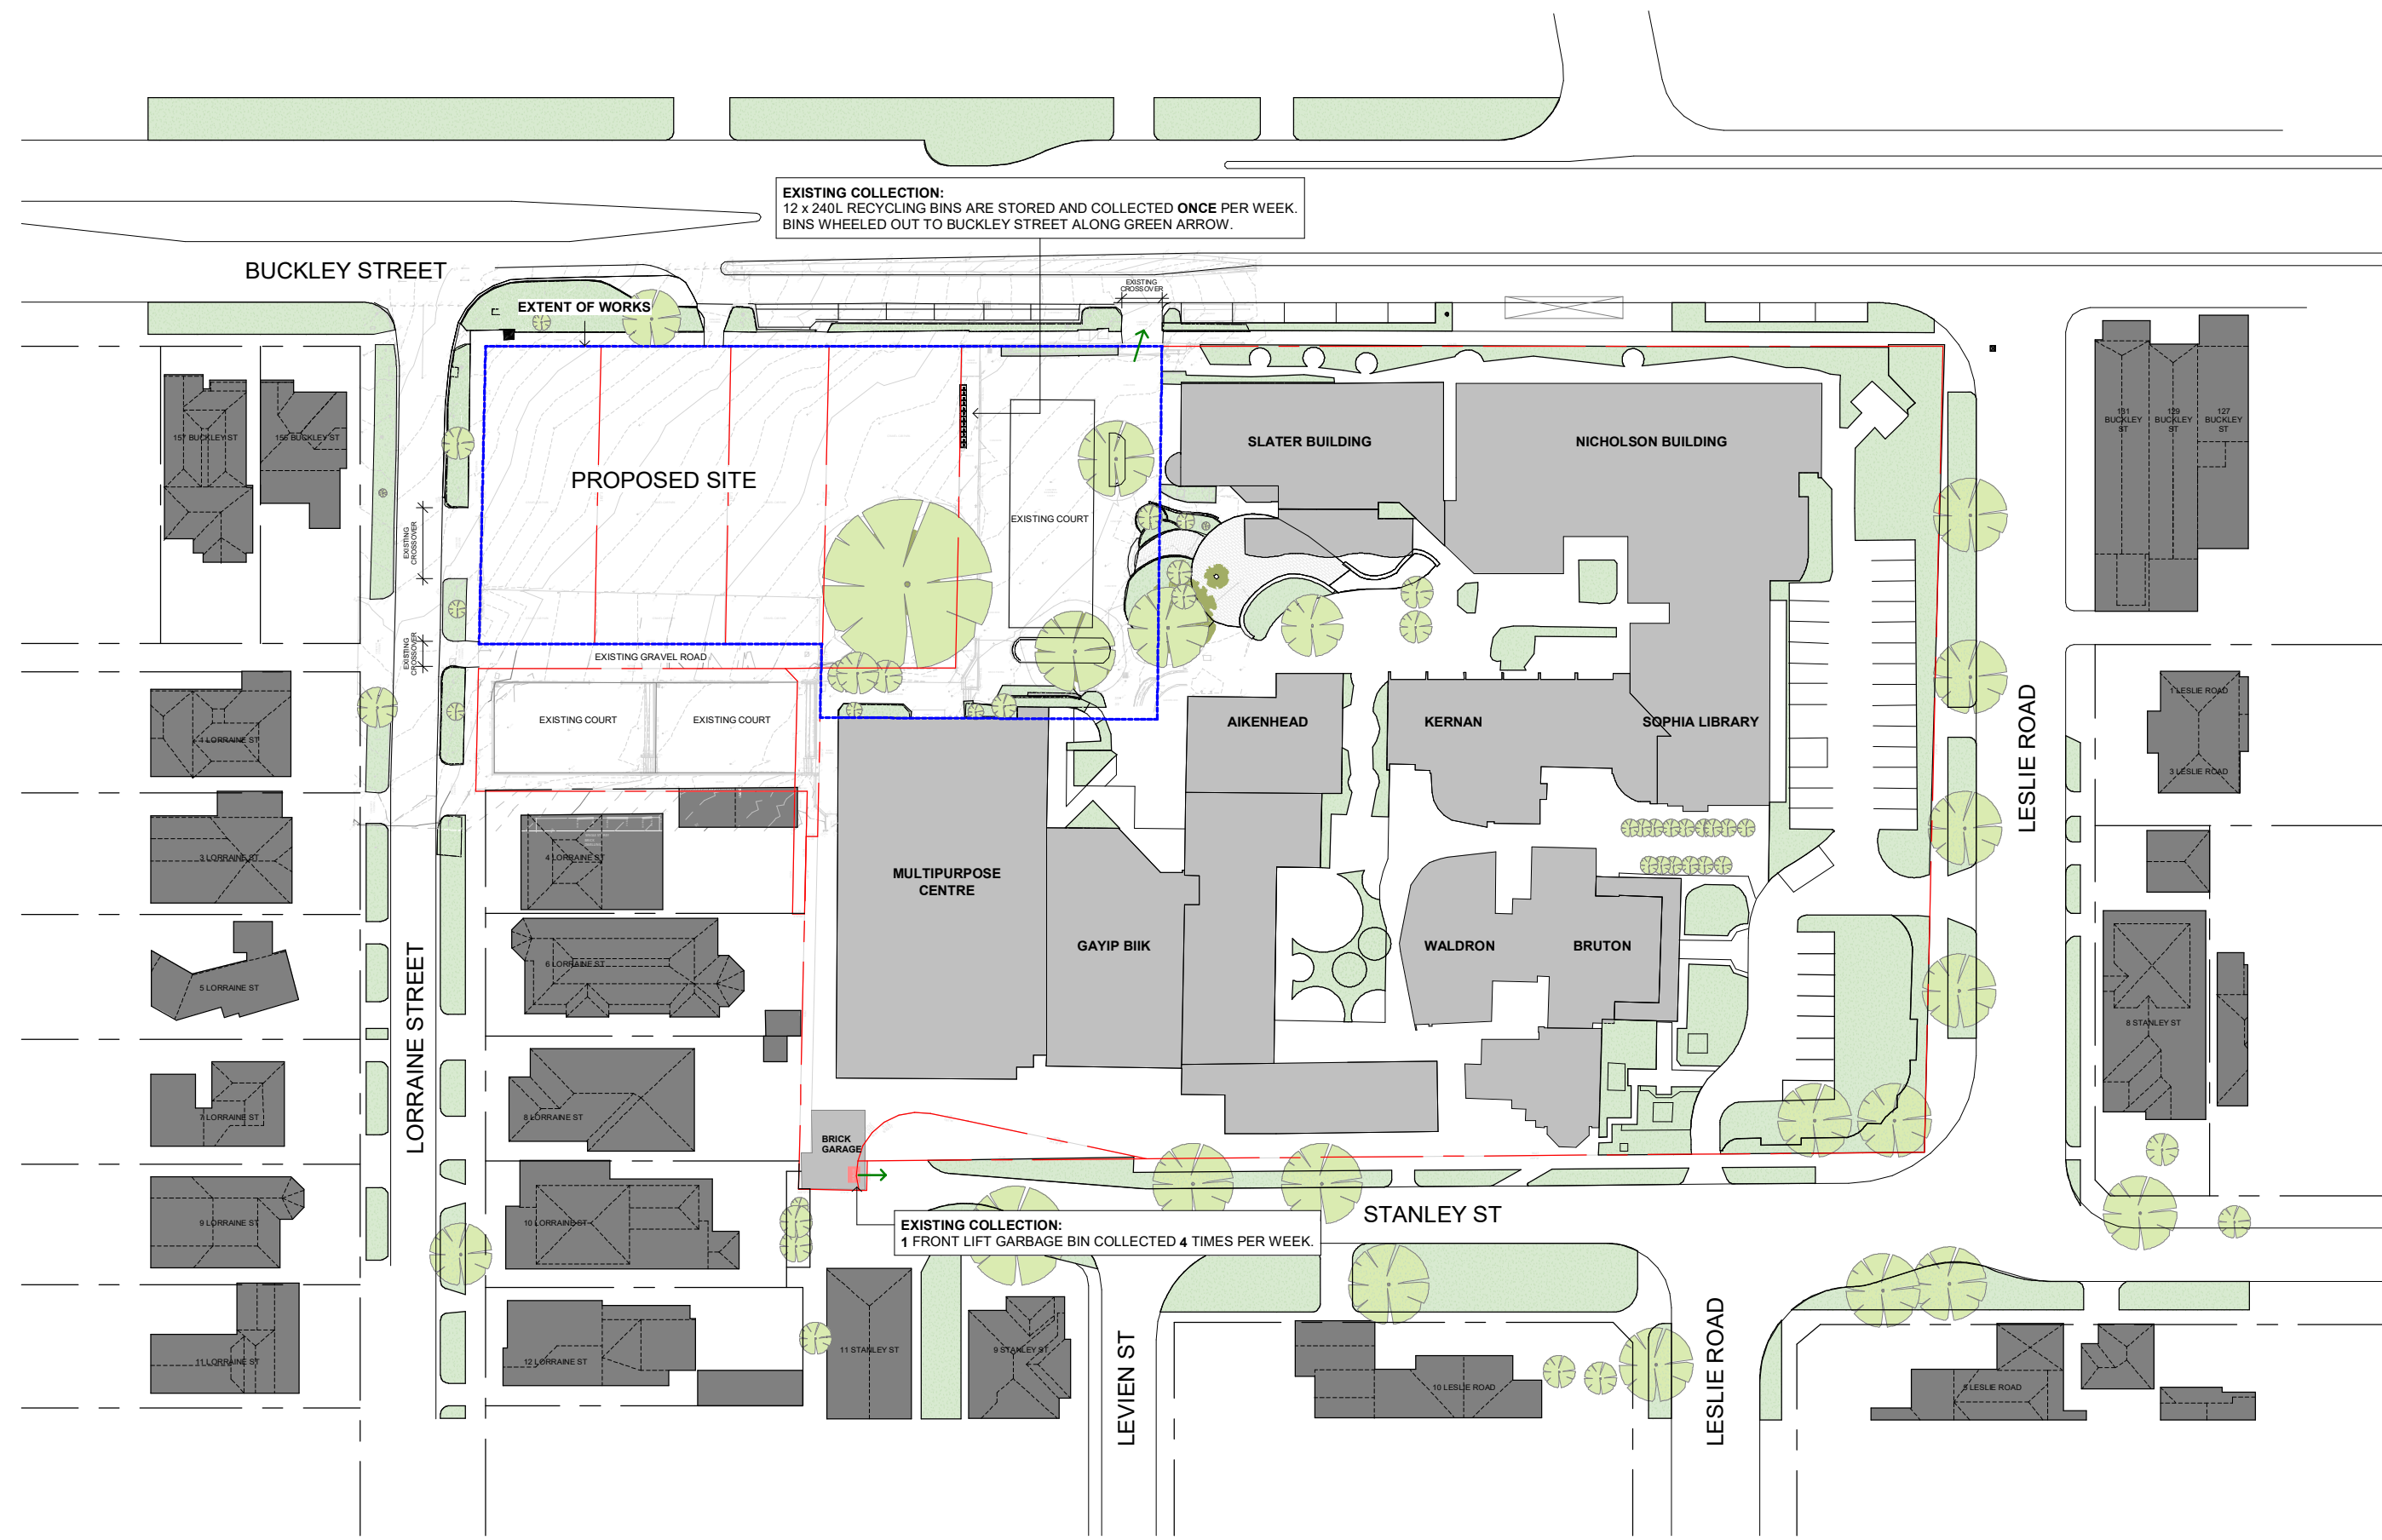 EXISTING COLLECTION:
12 x 240L RECYCLING BINS ARE STORED AND COLLECTED ONCE PER WEEK.
BINS WHEELED OUT TO BUCKLEY STREET ALONG GREEN ARROW.
BUCKLEY STREET
EXISTING
CROSSOVER
EXTENT OF WORKS
157 BUCKLEY ST
155 BUCKLEY ST
PROPOSED SITE
SLATER BUILDING
NICHOLSON BUILDING
131
BUCKLEY
ST
129
BUCKLEY
ST
127
BUCKLEY
ST
EXISTING
CROSSOVER
EXISTING COURT
EXISTING
CROSSOVER
EXISTING GRAVEL ROAD
EXISTING COURT
EXISTING COURT
AIKENHEAD
KERNAN
SOPHIA LIBRARY
LESLIE ROAD
1 LESLIE ROAD
3 LESLIE ROAD
1 LORRAINE ST
3 LORRAINE ST
4 LORRAINE ST
MULTIPURPOSE
CENTRE
GAYIP BIIK
WALDRON
BRUTON
LORRAINE STREET
5 LORRAINE ST
6 LORRAINE ST
8 STANLEY ST
7 LORRAINE ST
8 LORRAINE ST
BRICK
GARAGE
9 LORRAINE ST
10 LORRAINE ST
EXISTING COLLECTION:
1 FRONT LIFT GARBAGE BIN COLLECTED 4 TIMES PER WEEK.
STANLEY ST
11 LORRAINE ST
12 LORRAINE ST
11 STANLEY ST
9 STANLEY ST
LEVIEN ST
10 LESLIE ROAD
LESLIE ROAD
5 LESLIE ROAD